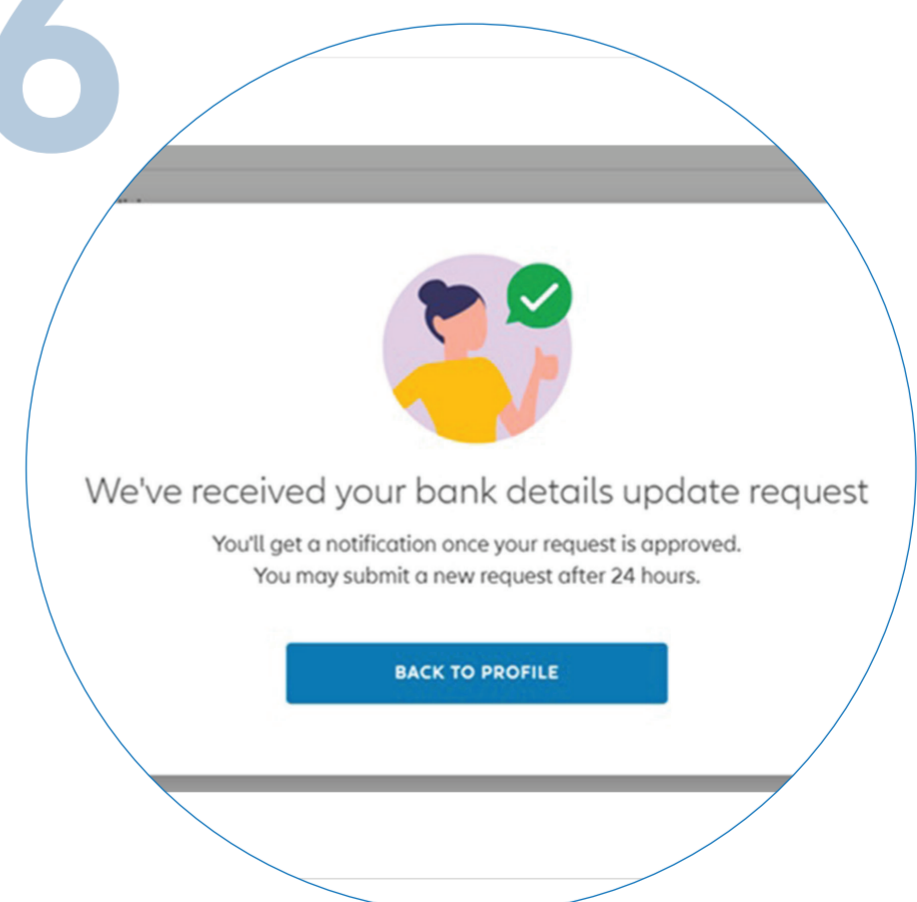 6
We've received your bank details update request
You'll get a notification once your request is approved.
You may submit a new request after 24 hours.
BACK TO PROFILE